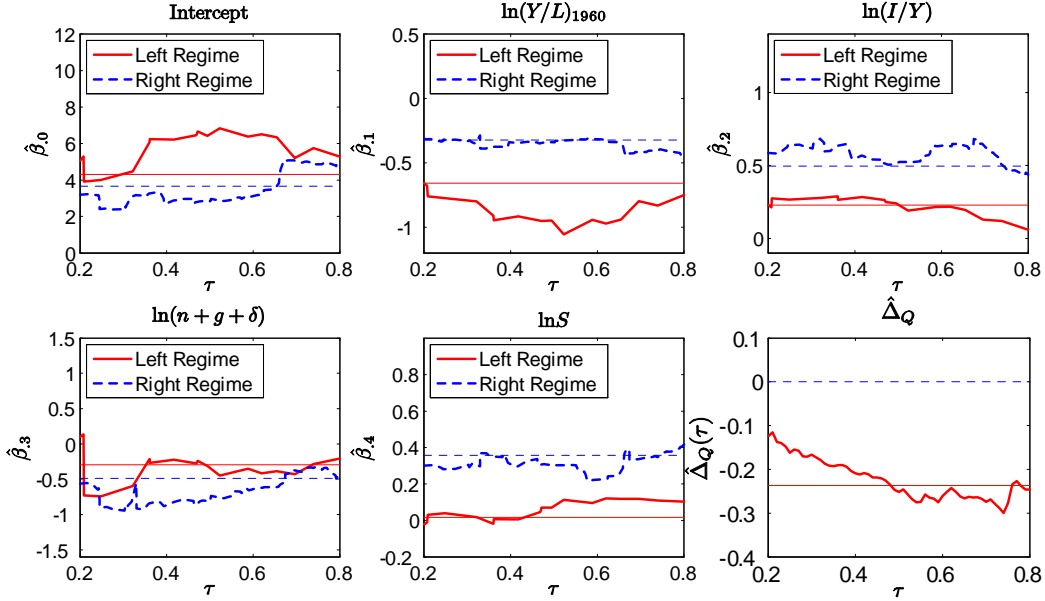 Intercept
12
10
8
6
4
2
0
β̂.0
Left Regime
Right Regime
0.2 0.4 0.6 0.8
τ
ln(Y/L)1960
0.5
0
-0.5
-1
β̂.1
Left Regime
Right Regime
0.2 0.4 0.6 0.8
τ
ln(I/Y)
1
0.5
0
β̂.2
Left Regime
Right Regime
0.2 0.4 0.6 0.8
τ
ln(n + g + δ)
1.5
1
0.5
0
-0.5
-1
-1.5
β̂.3
Left Regime
Right Regime
0.2 0.4 0.6 0.8
τ
lnS
0.8
0.6
0.4
0.2
0
-0.2
β̂.4
Left Regime
Right Regime
0.2 0.4 0.6 0.8
τ
Δ̂Q
0.1
0
-0.1
-0.2
-0.3
-0.4
Δ̂Q(τ)
0.2 0.4 0.6 0.8
τ